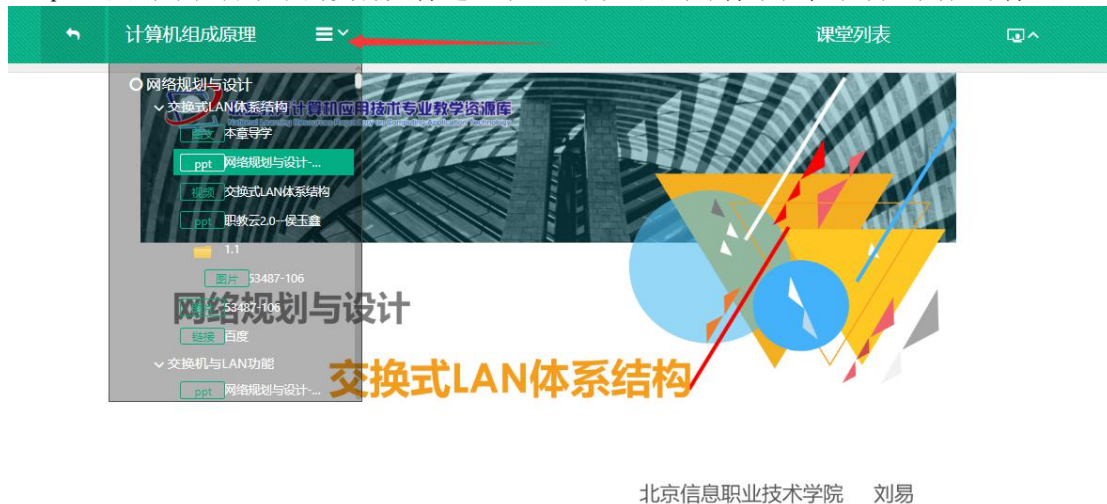 计算机组成原理
课堂列表
网络规划与设计
交换式LAN体系结构
计算机应用技术专业教学资源库
图文 本章导学
ppt 网络规划与设计-...
视频 交换式LAN体系结构
ppt 职教云2.0--侯玉鑫
1.1
图片 53487-106
53487-106
链接 百度
交换机与LAN功能
ppt 网络规划与设计-...
网络规划与设计
交换式LAN体系结构
北京信息职业技术学院 刘易